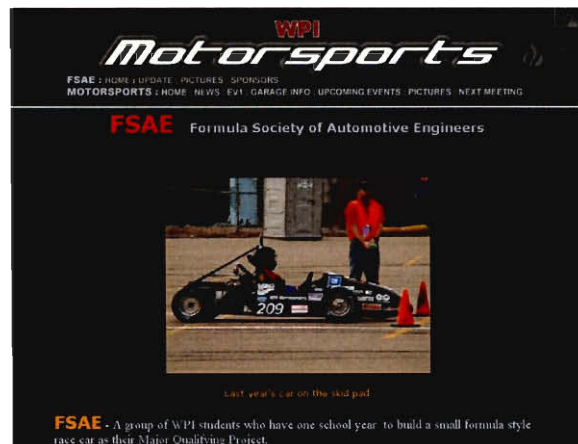 WPI
Motorsports
FSAE : HOME : UPDATE : PICTURES : SPONSORS
MOTORSPORTS : HOME : NEWS : EV1 : GARAGE INFO : UPCOMING EVENTS : PICTURES : NEXT MEETING
FSAE Formula Society of Automotive Engineers
209
Last year's car on the skid pad
FSAE - A group of WPI students who have one school year to build a small formula style
race car as their Major Qualifying Project.